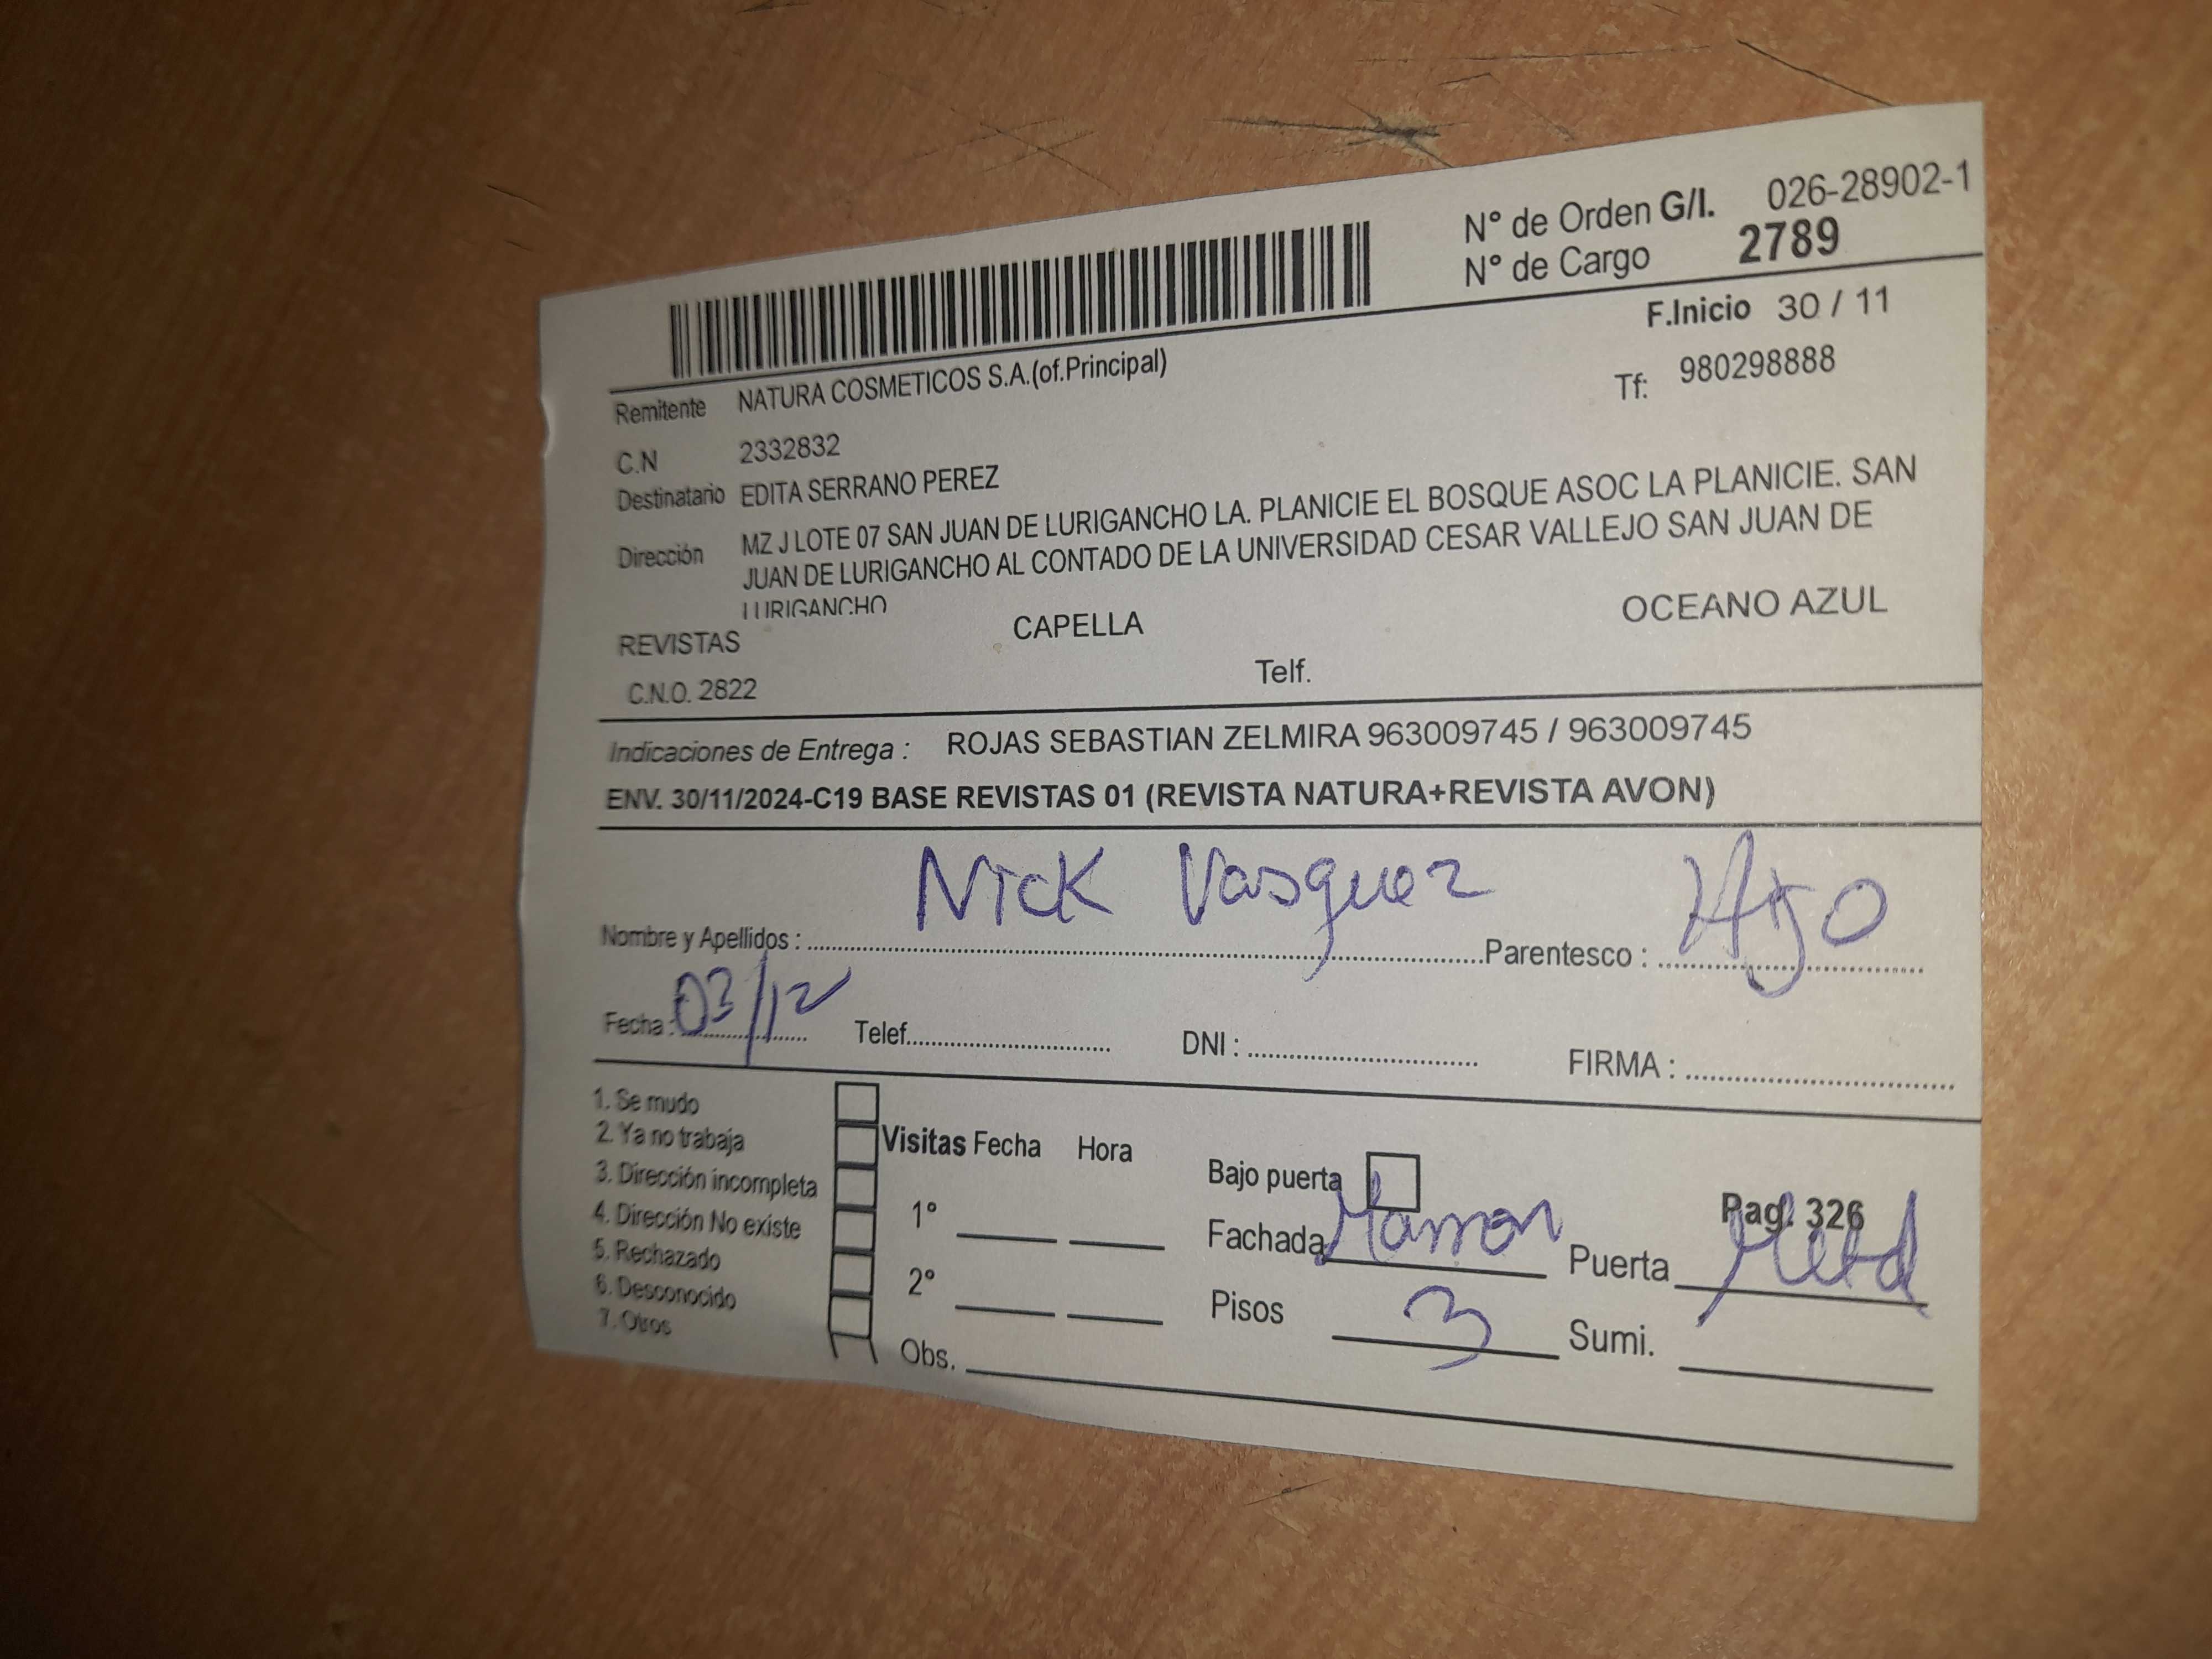 N° de Orden G/I. 026-28902-1
N° de Cargo 2789
F.Inicio 30 / 11
Remitente NATURA COSMETICOS S.A.(of.Principal)
Tf: 980298888
C.N 2332832
Destinatario EDITA SERRANO PEREZ
Dirección MZ J LOTE 07 SAN JUAN DE LURIGANCHO LA. PLANICIE EL BOSQUE ASOC LA PLANICIE. SAN
JUAN DE LURIGANCHO AL CONTADO DE LA UNIVERSIDAD CESAR VALLEJO SAN JUAN DE
LURIGANCHO
REVISTAS CAPELLA OCEANO AZUL
C.N.O. 2822 Telf.
Indicaciones de Entrega : ROJAS SEBASTIAN ZELMIRA 963009745 / 963009745
ENV. 30/11/2024-C19 BASE REVISTAS 01 (REVISTA NATURA+REVISTA AVON)
Nombre y Apellidos : Nick Vasquez Parentesco : Hijo
Fecha : 03/12 Telef. DNI : FIRMA :
1. Se mudo
2. Ya no trabaja
3. Dirección incompleta
4. Dirección No existe
5. Rechazado
6. Desconocido
7. Otros
Visitas Fecha Hora
1°
2°
Obs.
Bajo puerta
Pag. 326
Fachada Marron Puerta
Pisos 3 Sumi.